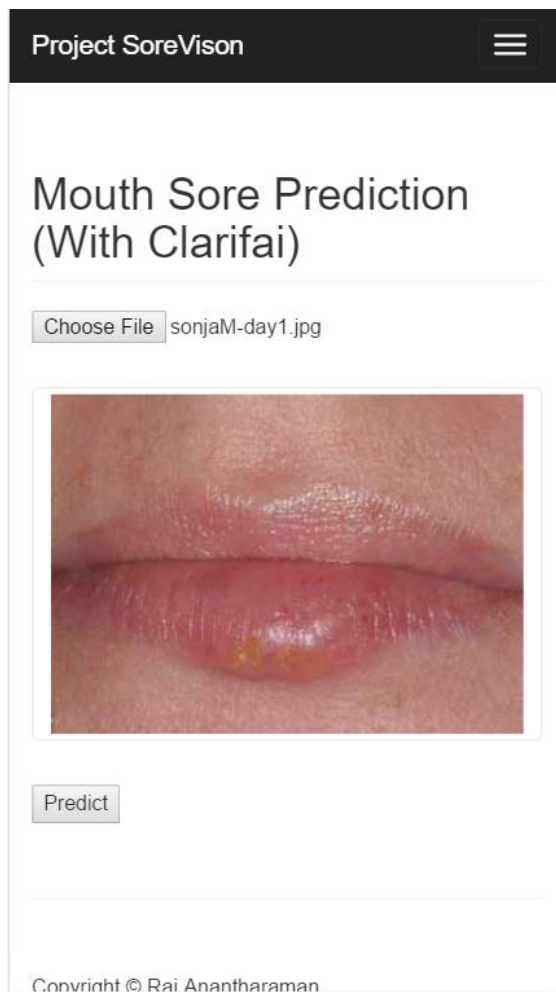 Project SoreVison
Mouth Sore Prediction
(With Clarifai)
Choose File sonjaM-day1.jpg
Predict
Copyright © Raj Anantharaman